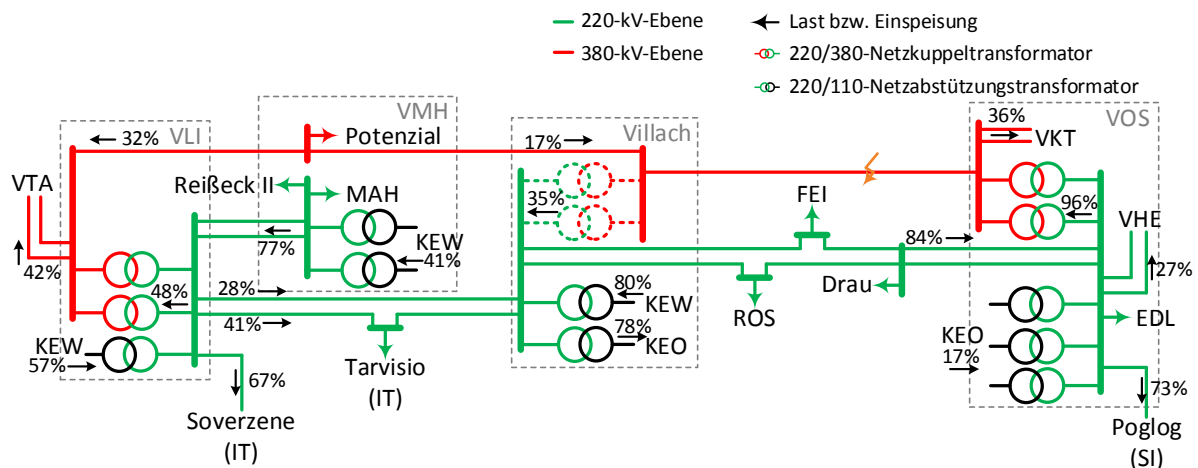 220-kV-Ebene
Last bzw. Einspeisung
380-kV-Ebene
220/380-Netzkuppeltransformator
220/110-Netzabstützungstransformator
VLI
VMH
Villach
VOS
32%
Potenzial
17%
36%
VKT
VTA
Reißeck II
MAH
35%
FEI
96%
VHE
77%
KEW
41%
84%
42%
48%
28%
80%
KEW
Drau
27%
ROS
EDL
41%
78%
KEO
KEW
57%
KEO
17%
Tarvisio
(IT)
67%
73%
Soverzene
(IT)
Poglog
(SI)